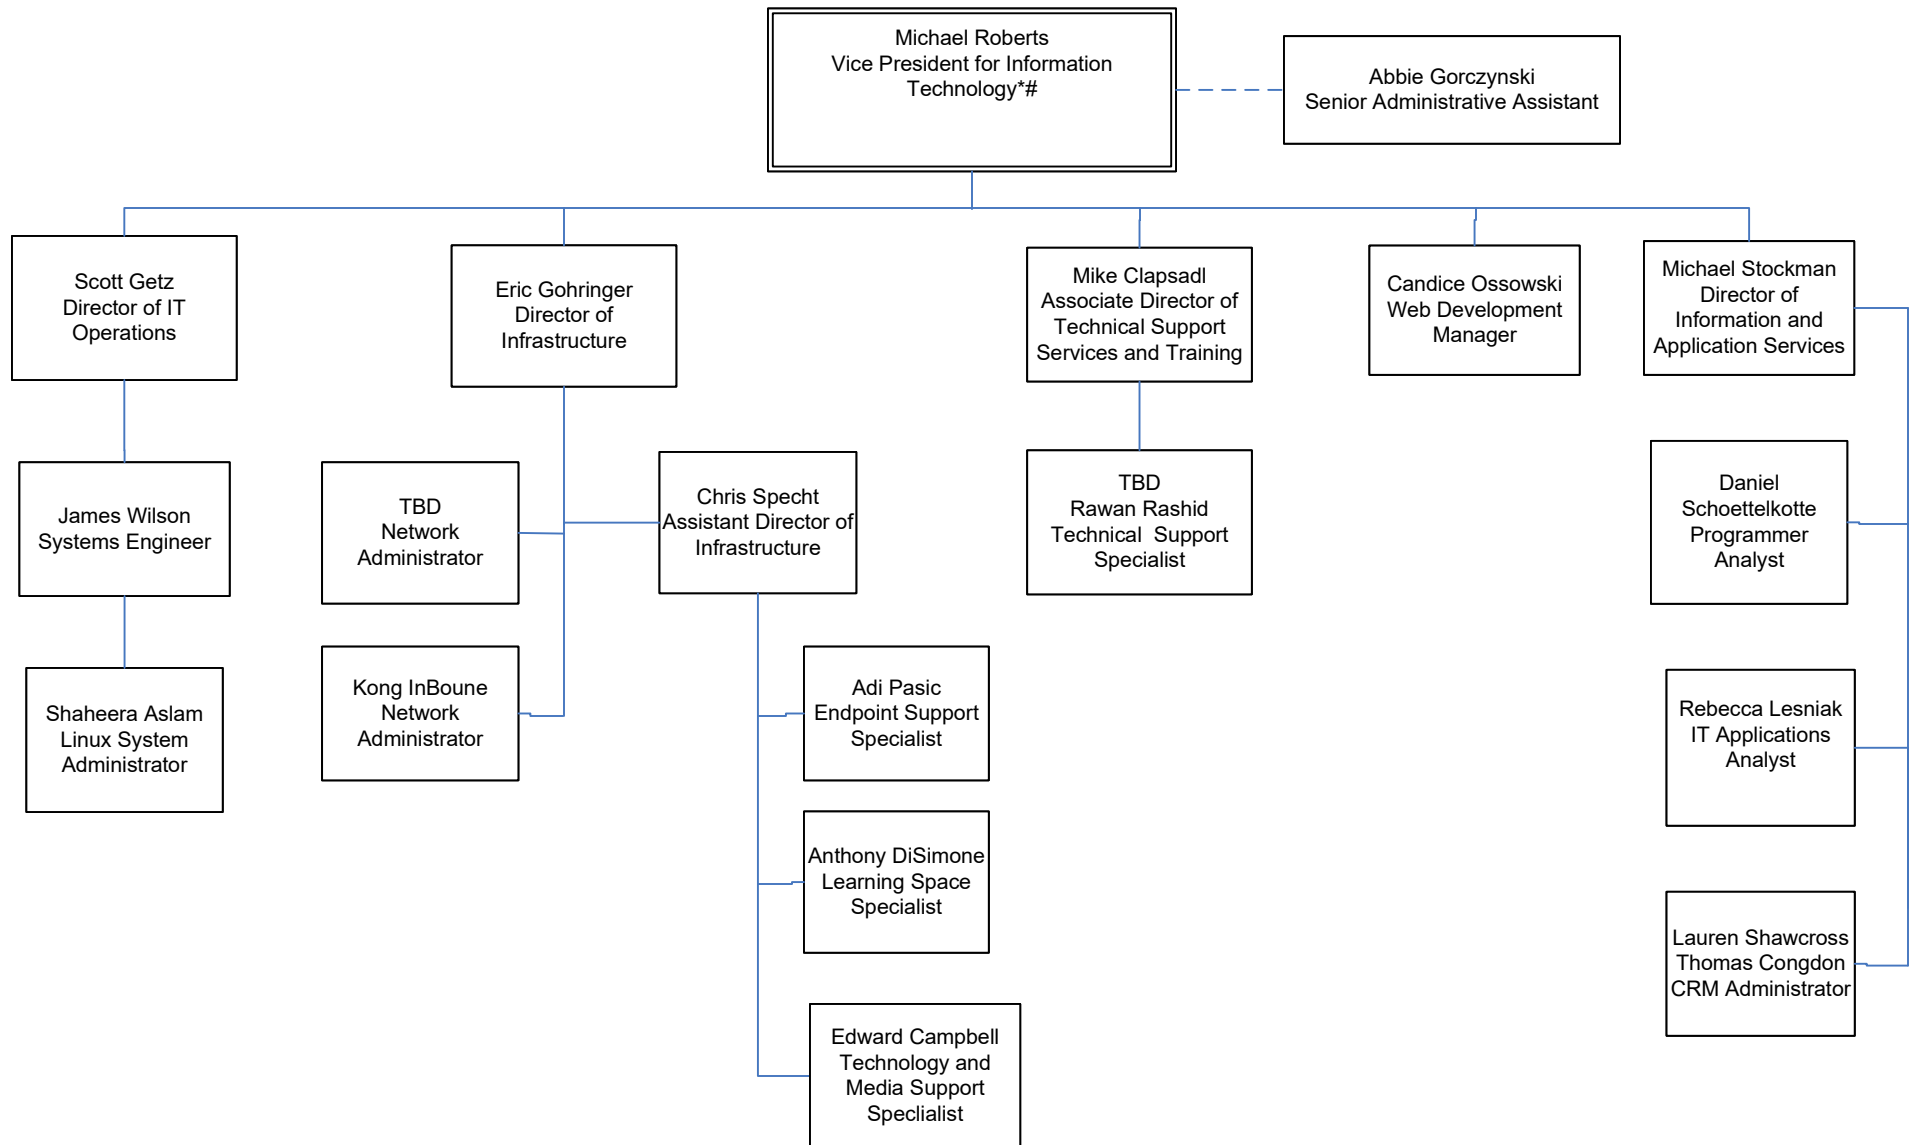 Michael Roberts
Vice President for Information
Technology*#
Abbie Gorczynski
Senior Administrative Assistant
Scott Getz
Director of IT
Operations
Eric Gohringer
Director of
Infrastructure
Mike Clapsadl
Associate Director of
Technical Support
Services and Training
Candice Ossowski
Web Development
Manager
Michael Stockman
Director of
Information and
Application Services
James Wilson
Systems Engineer
TBD
Network
Administrator
Chris Specht
Assistant Director of
Infrastructure
TBD
Rawan Rashid
Technical  Support
Specialist
Daniel
Schoettelkotte
Programmer
Analyst
Shaheera Aslam
Linux System
Administrator
Kong InBoune
Network
Administrator
Adi Pasic
Endpoint Support
Specialist
Rebecca Lesniak
IT Applications
Analyst
Anthony DiSimone
Learning Space
Specialist
Lauren Shawcross
Thomas Congdon
CRM Administrator
Edward Campbell
Technology and
Media Support
Speclialist